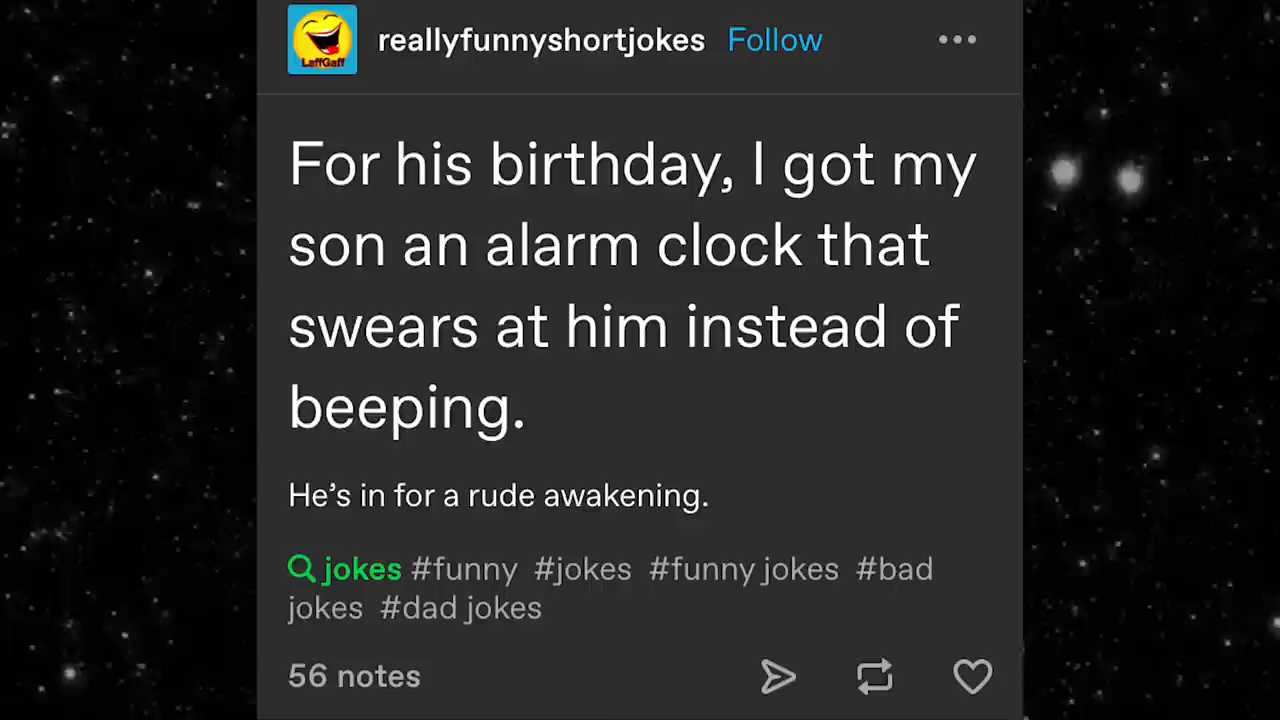 LaffGaff
reallyfunnyshortjokes Follow
For his birthday, I got my
son an alarm clock that
swears at him instead of
beeping.
He’s in for a rude awakening.
jokes #funny #jokes #funny jokes #bad
jokes #dad jokes
56 notes